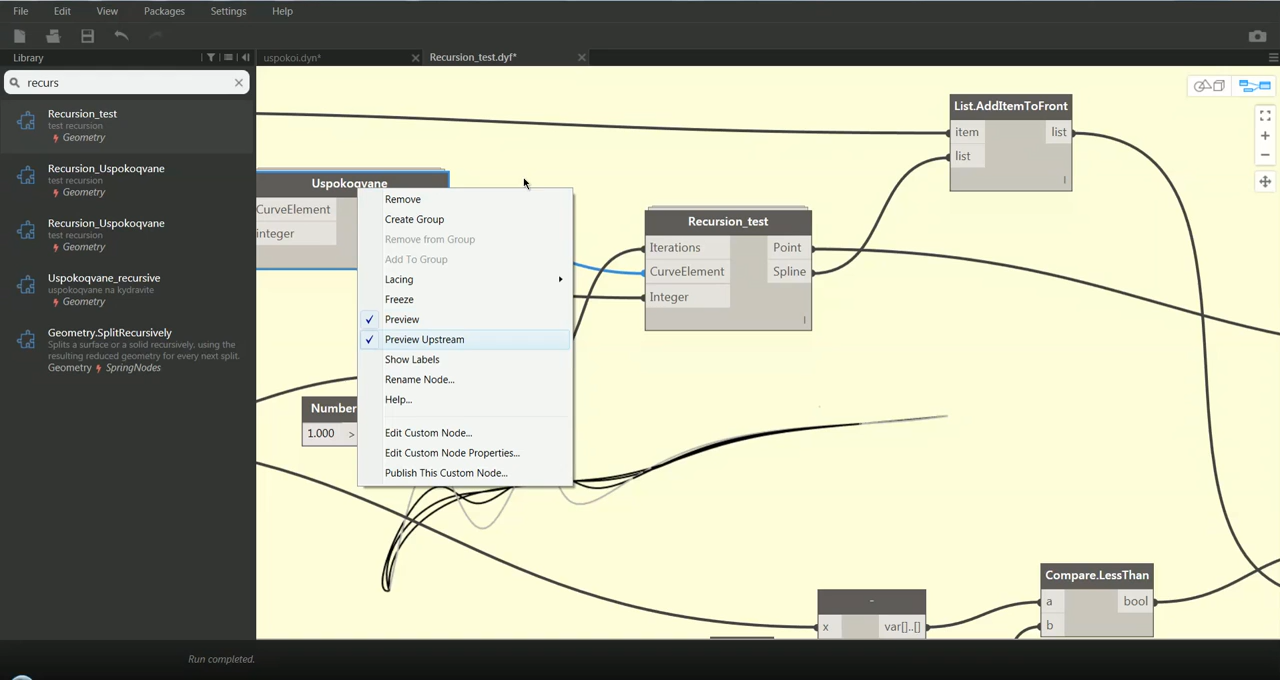 File Edit View Packages Settings Help
Library
uspokoi.dyn*
Recursion_test.dyf*
recurs
Recursion_test
test recursion
Geometry
Recursion_Uspokoqvane
test recursion
Geometry
Recursion_Uspokoqvane
test recursion
Geometry
Uspokoqvane_recursive
uspokoqvane na kydravite
Geometry
Geometry.SplitRecursively
Splits a surface or a solid recursively, using the
resulting reduced geometry for every next split.
Geometry SpringNodes
List.AddItemToFront
item list
list
Uspokoqvane
CurveElement
integer
Remove
Create Group
Remove from Group
Add To Group
Lacing
Freeze
Preview
Preview Upstream
Show Labels
Rename Node...
Help...
Edit Custom Node...
Edit Custom Node Properties...
Publish This Custom Node...
Recursion_test
Iterations Point
CurveElement Spline
Integer
Number
1.000 >
-
x var[]..[]
Compare.LessThan
a bool
b
Run completed.